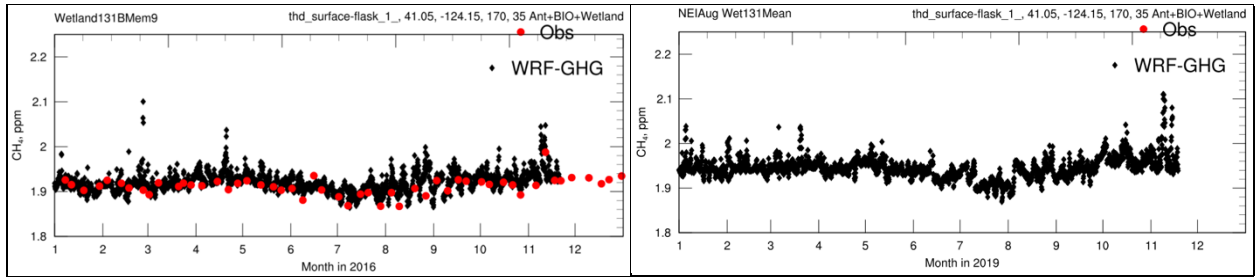 Wetland131BMem9
thd_surface-flask_1_, 41.05, -124.15, 170, 35 Ant+BIO+Wetland
Obs
WRF-GHG
2.2
2.1
2
1.9
1.8
CH4, ppm
1 2 3 4 5 6 7 8 9 10 11 12
Month in 2016
NEIAug Wet131Mean
thd_surface-flask_1_, 41.05, -124.15, 170, 35 Ant+BIO+Wetland
Obs
WRF-GHG
2.2
2.1
2
1.9
1.8
CH4, ppm
1 2 3 4 5 6 7 8 9 10 11 12
Month in 2019